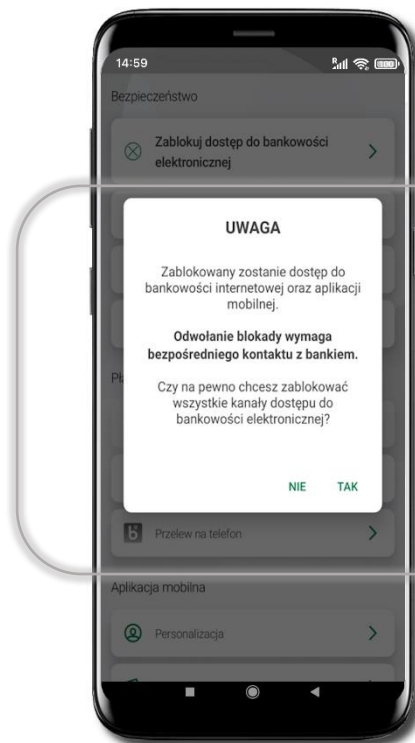 14:59
Bezpieczeństwo
Zablokuj dostęp do bankowości
elektronicznej
UWAGA
Zablokowany zostanie dostęp do
bankowości internetowej oraz aplikacji
mobilnej.
Odwołanie blokady wymaga
bezpośredniego kontaktu z bankiem.
Czy na pewno chcesz zablokować
wszystkie kanały dostępu do
bankowości elektronicznej?
NIE TAK
Przelew na telefon
Aplikacja mobilna
Personalizacja